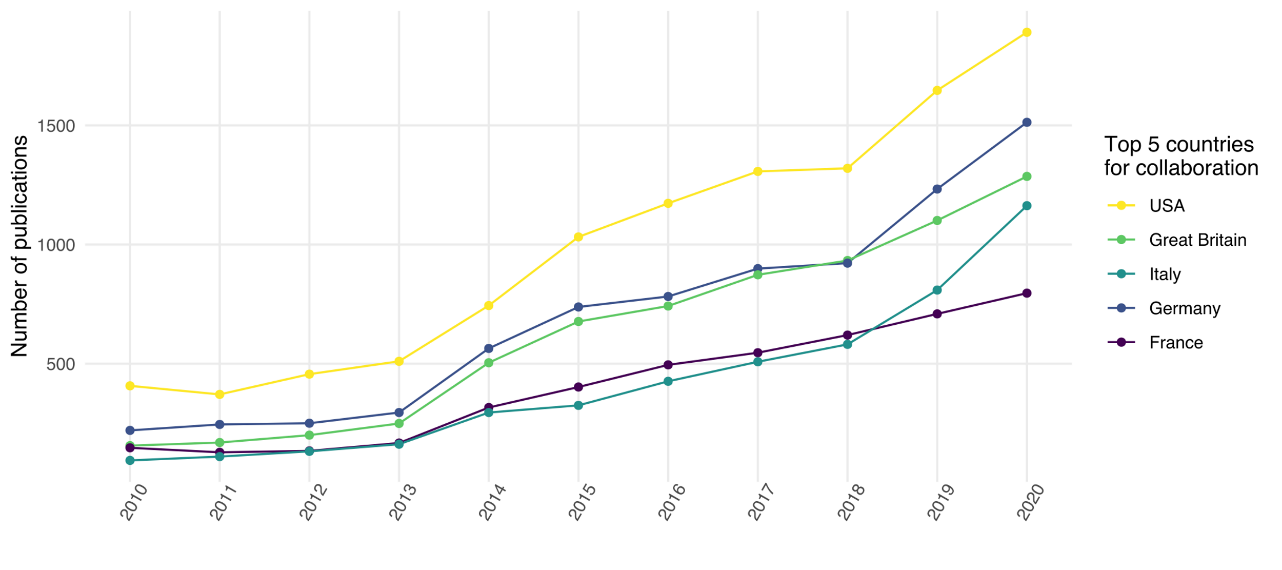 Number of publications
1500
1000
500
2010
2011
2012
2013
2014
2015
2016
2017
2018
2019
2020
Top 5 countries
for collaboration
USA
Great Britain
Italy
Germany
France